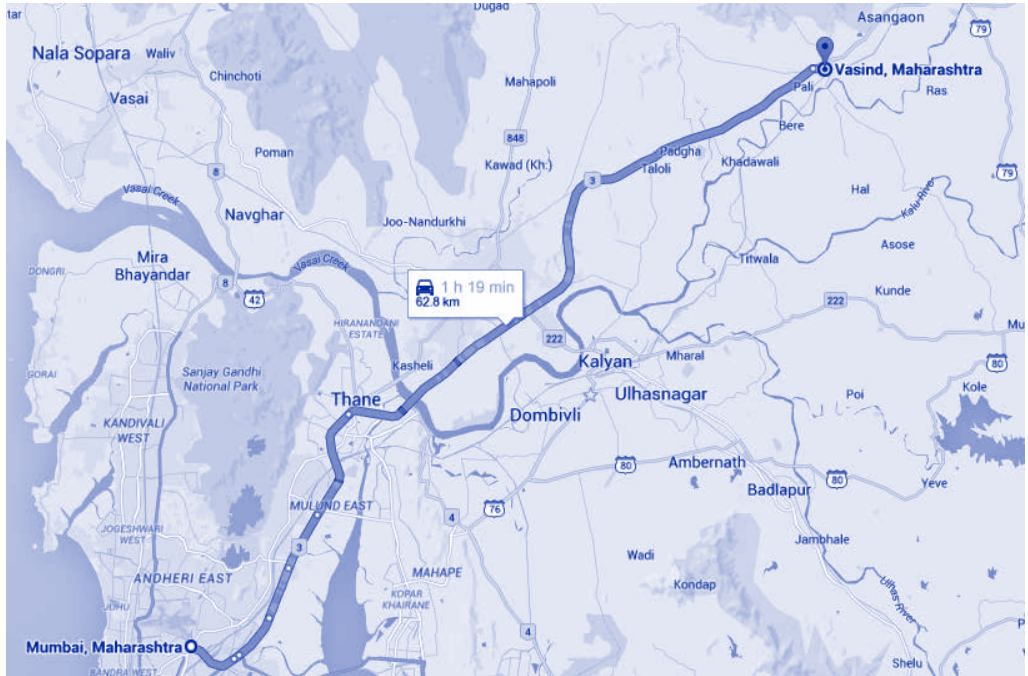 Dugad
Asangaon
79
Nala Sopara
Waliv
Chinchoti
Mahapoli
Vasind, Maharashtra
Pali
Ras
Vasai
Bere
848
Poman
Kawad (Kh.)
Padgha
Taloli
Khadawali
8
3
79
Vasai Creek
Hal
Navghar
Joo-Nandurkhi
Kalu River
Mira
Bhayandar
Vasai Creek
Titwala
Asose
DONGRI
8
42
1 h 19 min
62.8 km
Kunde
222
HIRANANDANI
ESTATE
222
Mu
Kasheli
Kalyan
Mharal
80
GORAI
Sanjay Gandhi
National Park
Thane
Ulhasnagar
Poi
Kole
KANDIVALI
WEST
Dombivli
80
Ambernath
80
Yeve
Badlapur
MULUND EAST
76
4
JOGESHWARI
WEST
3
Jambhale
Wadi
ANDHERI EAST
MAHAPE
Kondap
Ulhas River
JUHU
KOPAR
KHAIRANE
4
P
Mumbai, Maharashtra
BANDRA WEST
Shelu